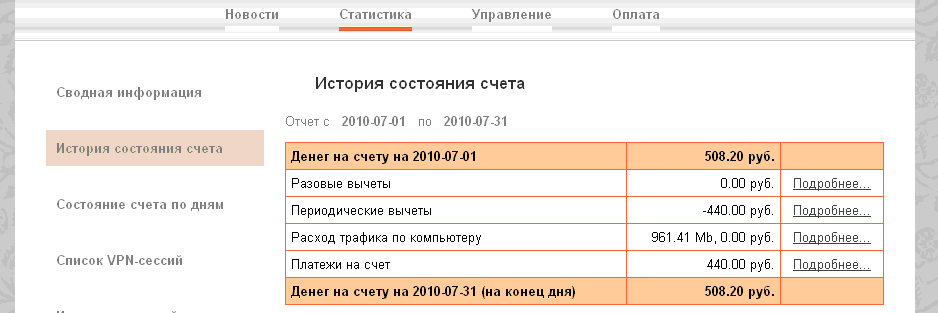 Новости Статистика Управление Оплата
История состояния счета
Сводная информация
Отчет с 2010-07-01 по 2010-07-31
История состояния счета
Денег на счету на 2010-07-01 508.20 руб.
Разовые вычеты 0.00 руб. Подробнее...
Состояние счета по дням
Периодические вычеты -440.00 руб. Подробнее...
Расход трафика по компьютеру 961.41 Mb, 0.00 руб. Подробнее...
Список VPN-сессий
Платежи на счет 440.00 руб. Подробнее...
Денег на счету на 2010-07-31 (на конец дня) 508.20 руб.